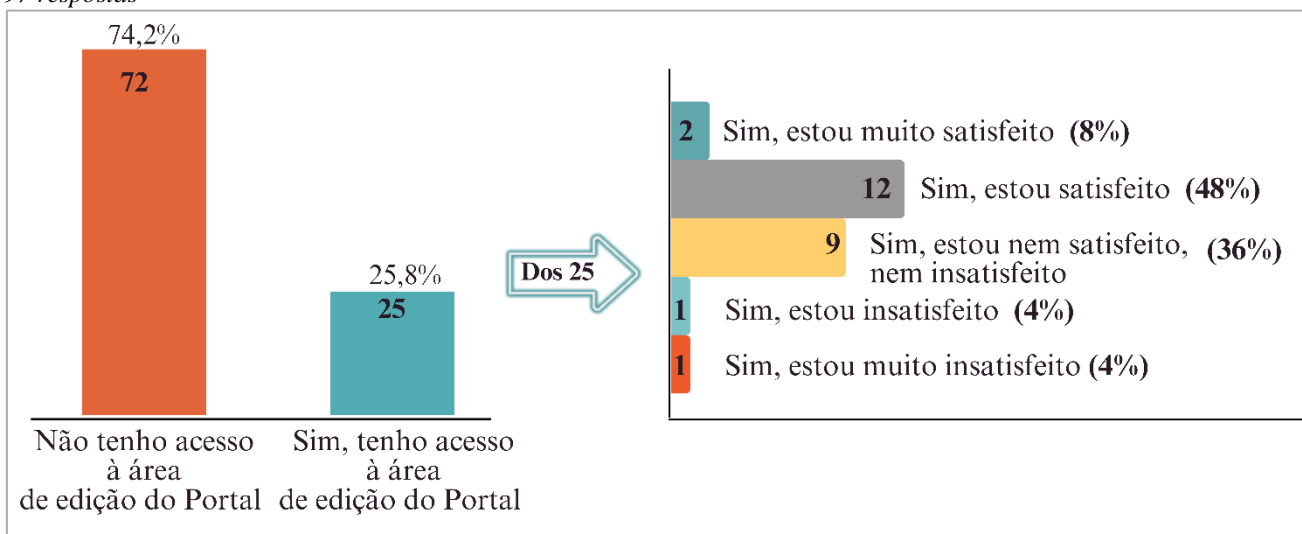 97 respostas
74,2%
72
25,8%
25
Não tenho acesso
à área
de edição do Portal
Sim, tenho acesso
à área
de edição do Portal
Dos 25
2 Sim, estou muito satisfeito (8%)
12 Sim, estou satisfeito (48%)
9 Sim, estou nem satisfeito, (36%)
nem insatisfeito
1 Sim, estou insatisfeito (4%)
1 Sim, estou muito insatisfeito (4%)